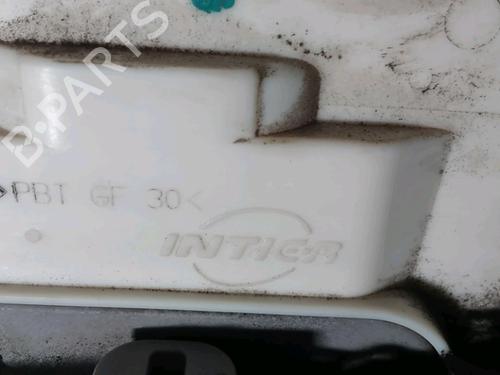 B·PARTS
>PBT GF 30<
INTIER